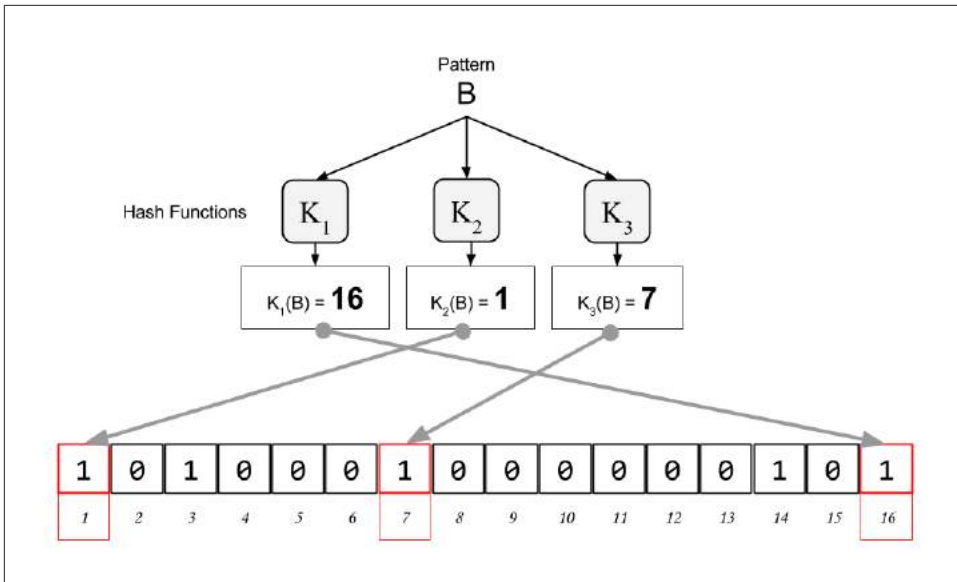 Pattern
B
Hash Functions
K1 K2 K3
K1(B) = 16 K2(B) = 1 K3(B) = 7
1 0 1 0 0 0 1 0 0 0 0 0 0 1 0 1
1 2 3 4 5 6 7 8 9 10 11 12 13 14 15 16